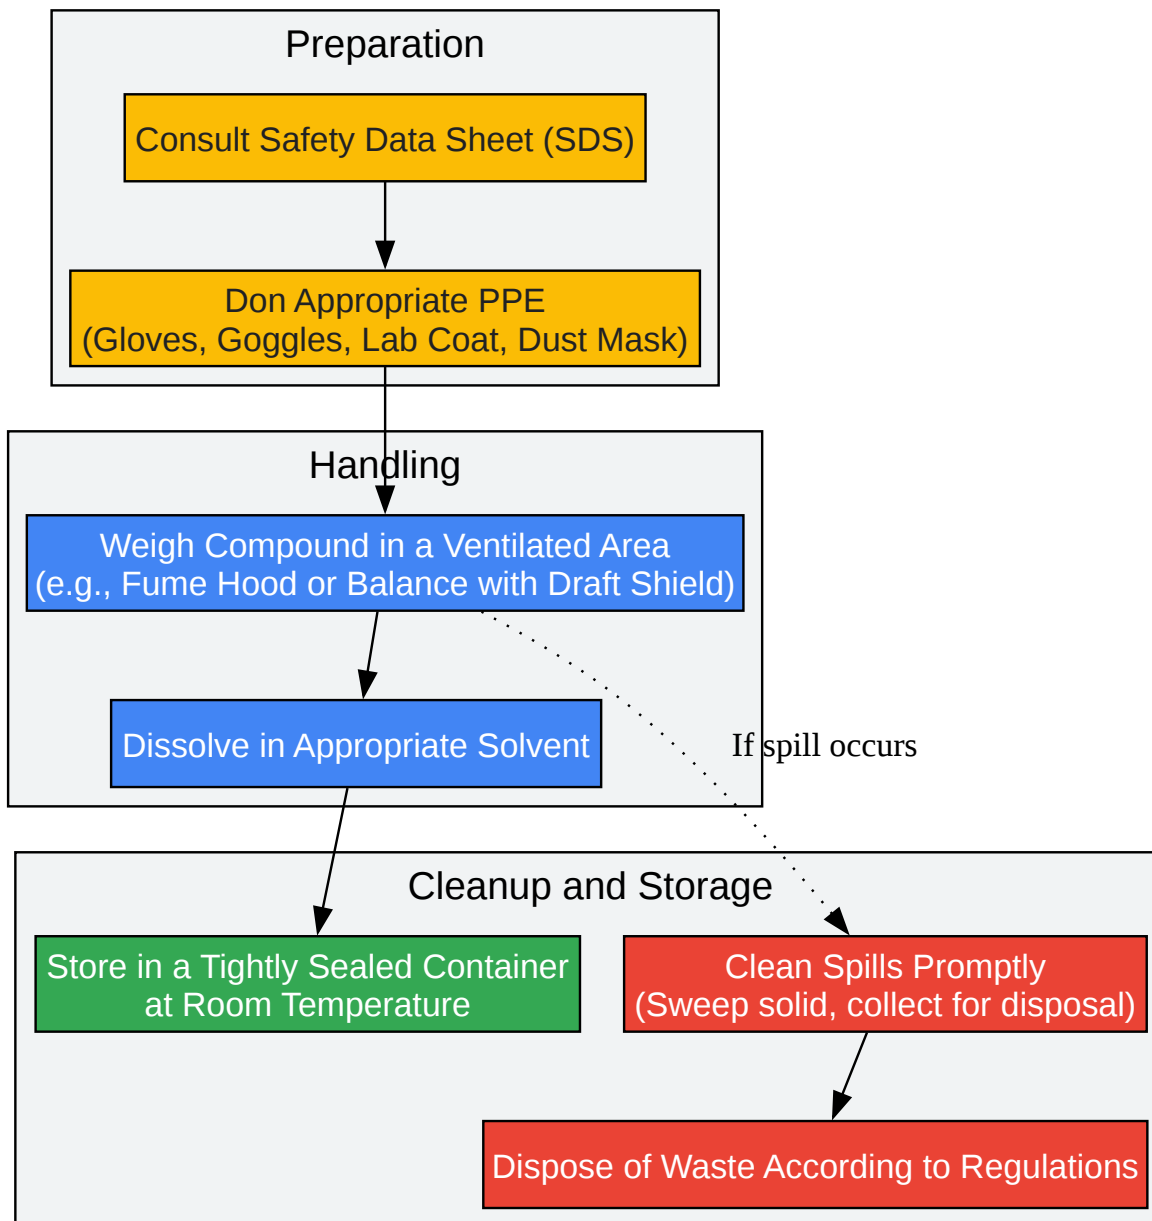 Preparation
Consult Safety Data Sheet (SDS)
Don Appropriate PPE
(Gloves, Goggles, Lab Coat, Dust Mask)
Handling
Weigh Compound in a Ventilated Area
(e.g., Fume Hood or Balance with Draft Shield)
Dissolve in Appropriate Solvent
If spill occurs
Cleanup and Storage
Store in a Tightly Sealed Container
at Room Temperature
Clean Spills Promptly
(Sweep solid, collect for disposal)
Dispose of Waste According to Regulations